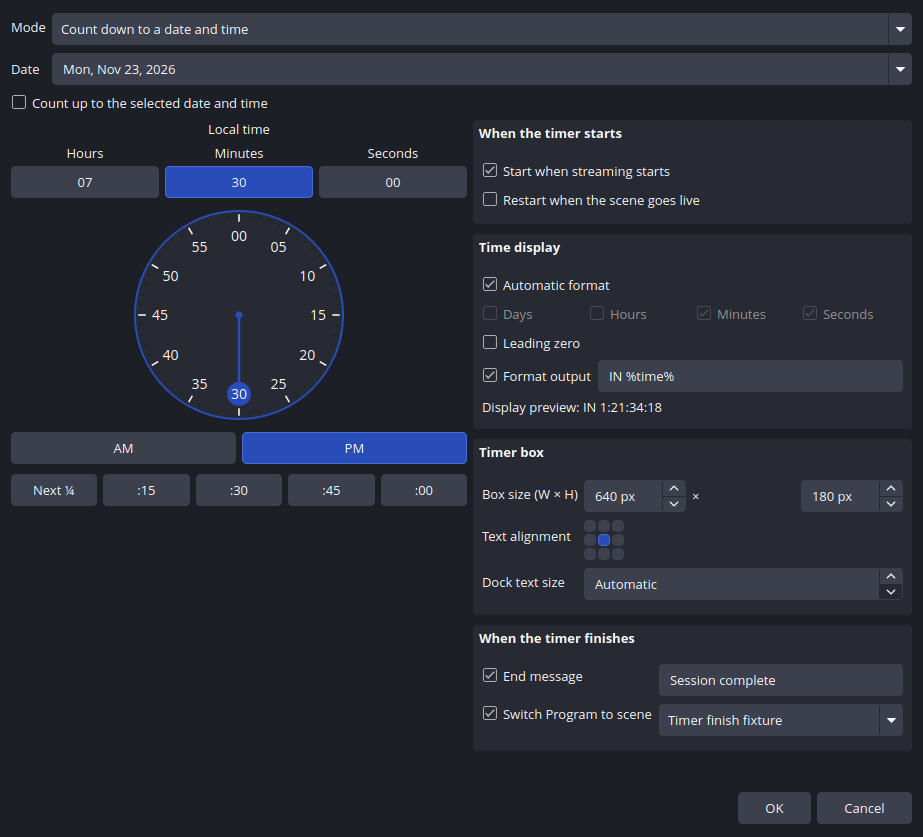 Mode
Count down to a date and time
Date
Mon, Nov 23, 2026
Count up to the selected date and time
Local time
Hours
Minutes
Seconds
07
30
00
00
05
10
15
20
25
30
35
40
45
50
55
AM
PM
Next ¼
:15
:30
:45
:00
When the timer starts
Start when streaming starts
Restart when the scene goes live
Time display
Automatic format
Days
Hours
Minutes
Seconds
Leading zero
Format output
IN %time%
Display preview: IN 1:21:34:18
Timer box
Box size (W × H)
640 px
×
180 px
Text alignment
Dock text size
Automatic
When the timer finishes
End message
Session complete
Switch Program to scene
Timer finish fixture
OK
Cancel